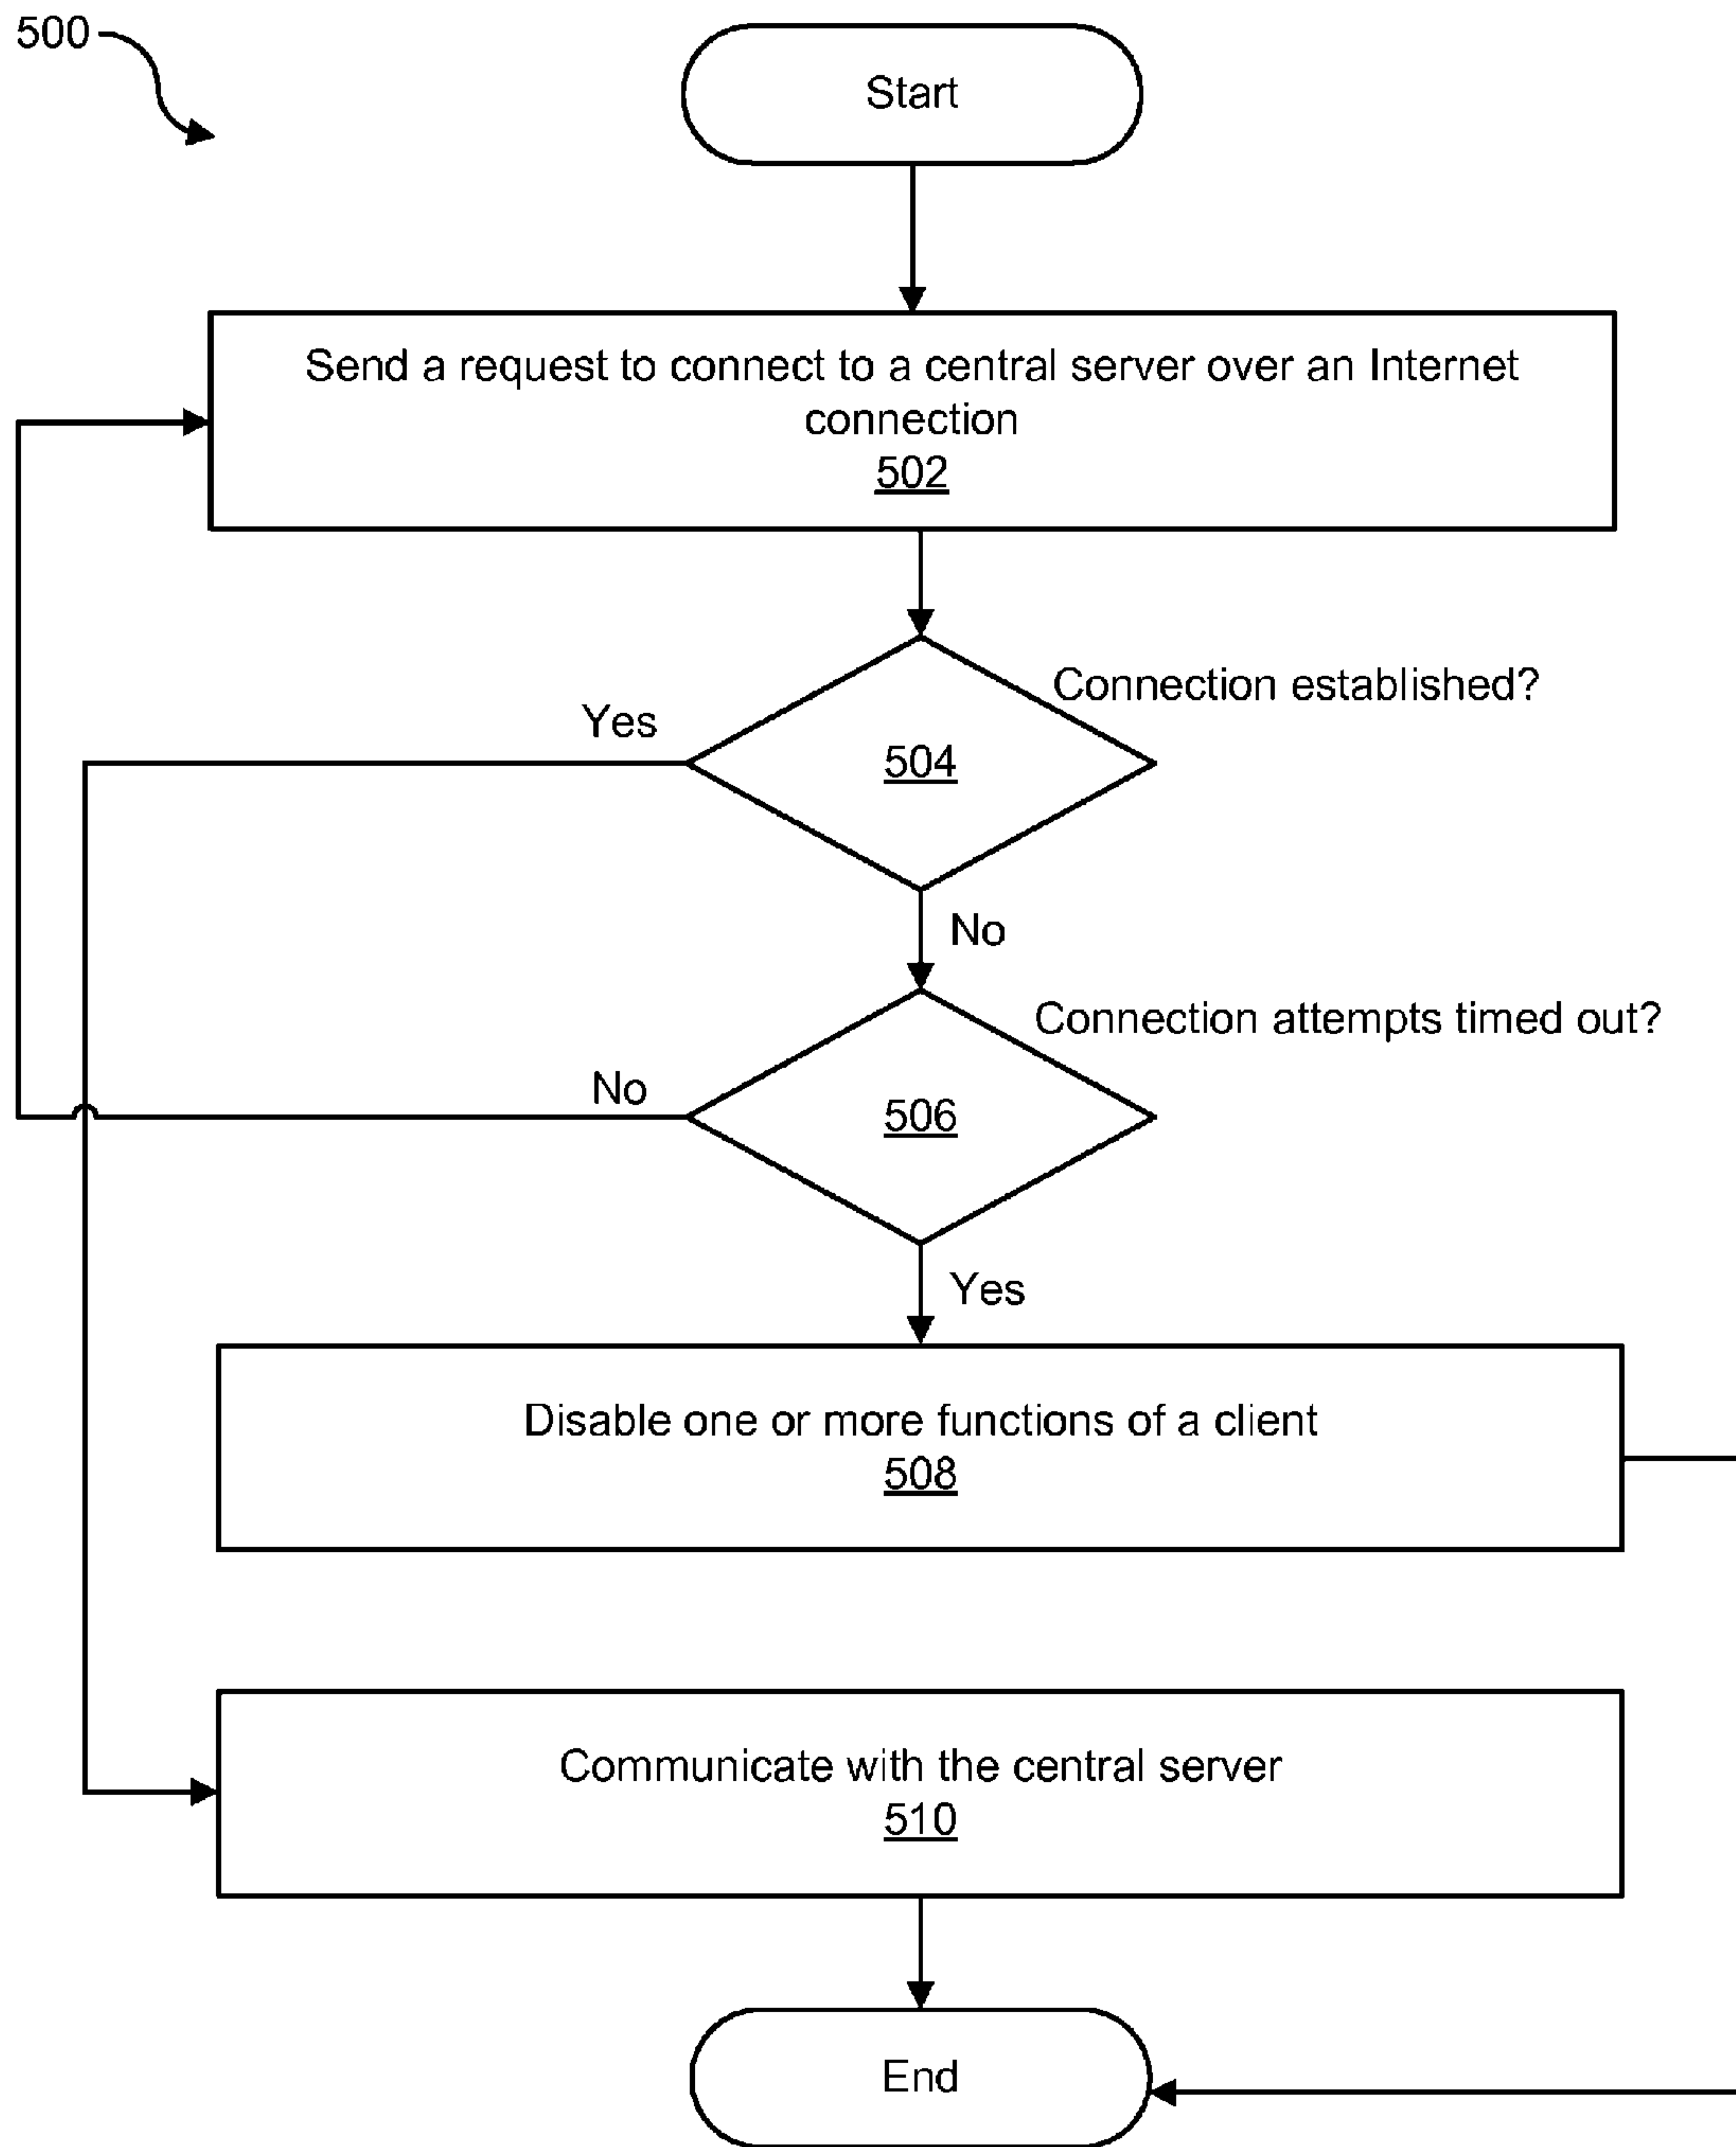 500
Start
Send a request to connect to a central server over an Internet
connection
502
Connection established?
Yes
504
No
Connection attempts timed out?
No
506
Yes
Disable one or more functions of a client
508
Communicate with the central server
510
End